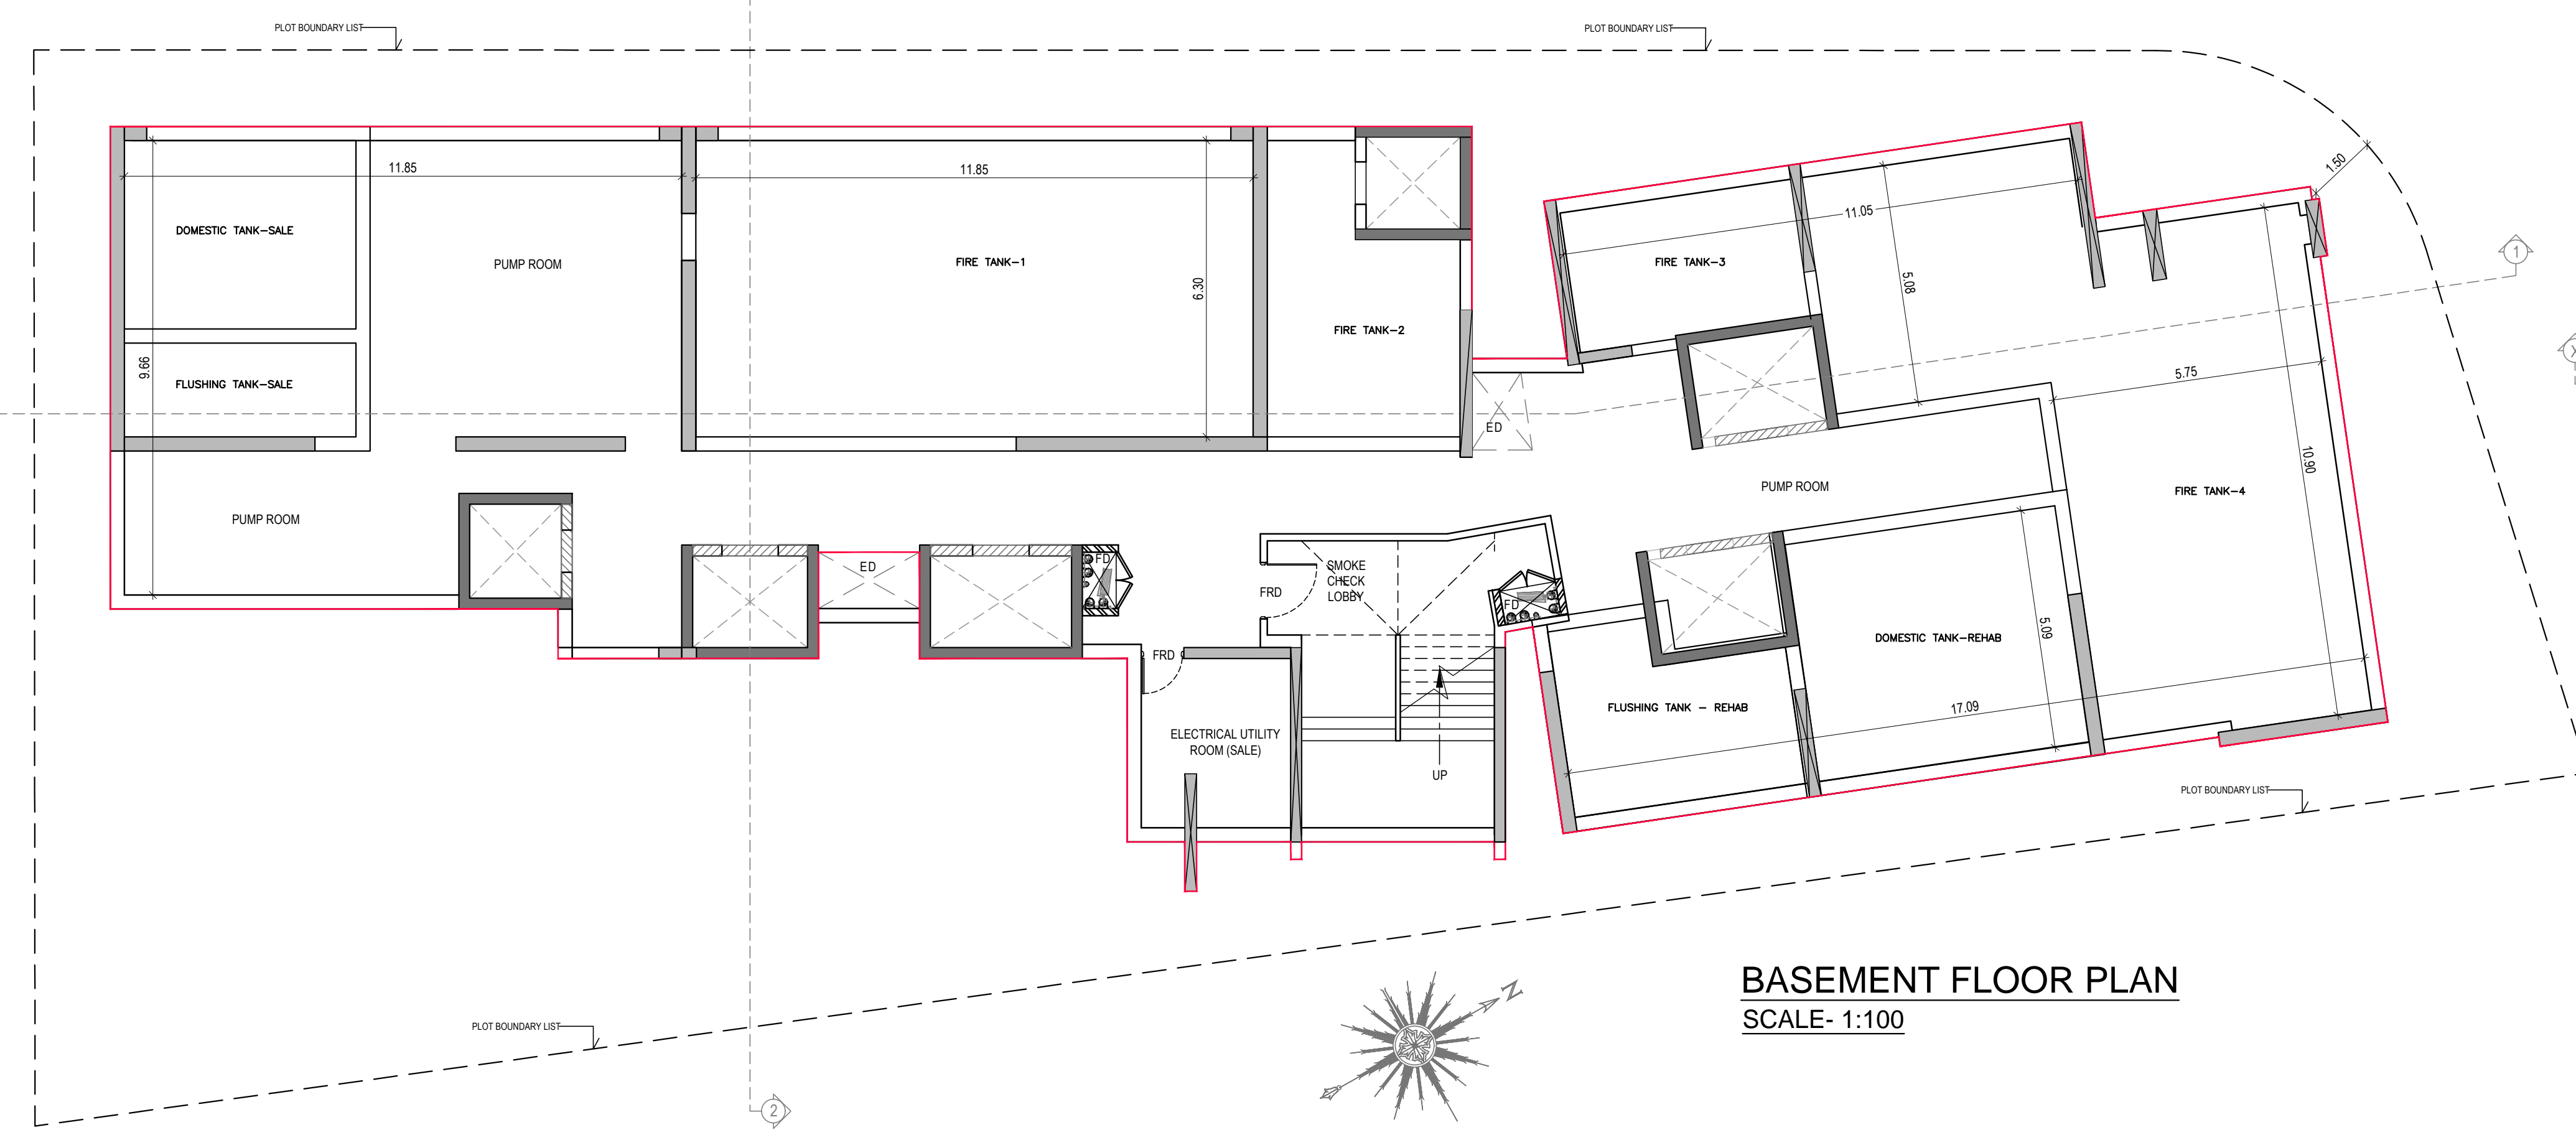 PLOT BOUNDARY LIST
PLOT BOUNDARY LIST
1.50
11.85
11.85
11.05
DOMESTIC TANK-SALE
PUMP ROOM
FIRE TANK-1
6.30
FIRE TANK-2
FIRE TANK-3
5.08
1
X
9.66
FLUSHING TANK-SALE
5.75
ED
10.90
PUMP ROOM
FIRE TANK-4
PUMP ROOM
ED
FD
FRD
SMOKE
CHECK
LOBBY
FD
FRD
5.09
DOMESTIC TANK-REHAB
FLUSHING TANK - REHAB
17.09
ELECTRICAL UTILITY
ROOM (SALE)
UP
PLOT BOUNDARY LIST
BASEMENT FLOOR PLAN
SCALE- 1:100
N
PLOT BOUNDARY LIST
2